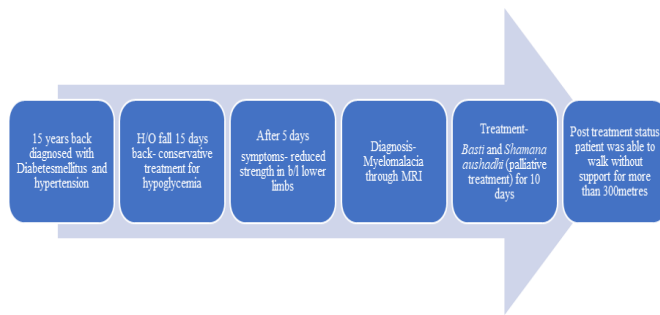 15 years back
diagnosed with
Diabetesmellitus and
hypertension
H/O fall 15 days
back- conservative
treatment for
hypoglycemia
After 5 days
symptoms- reduced
strength in b/l lower
limbs
Diagnosis-
Myelomalacia
through MRI
Treatment-
Basti and Shamana
aushadhi (palliative
treatment) for 10
days
Post treatment status-
patient was able to
walk without
support for more
than 300metres